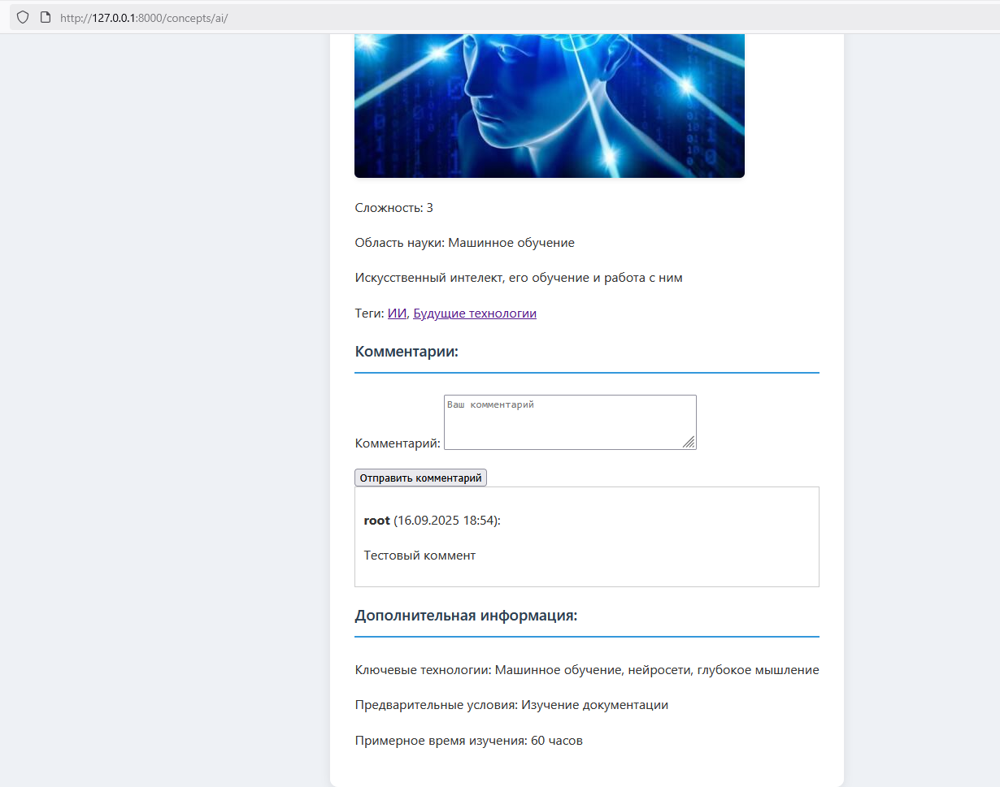 http://127.0.0.1:8000/concepts/ai/
Сложность: 3
Область науки: Машинное обучение
Искусственный интелект, его обучение и работа с ним
Теги: ИИ, Будущие технологии
Комментарии:
Ваш комментарий
Комментарий:
Отправить комментарий
root (16.09.2025 18:54):
Тестовый коммент
Дополнительная информация:
Ключевые технологии: Машинное обучение, нейросети, глубокое мышление
Предварительные условия: Изучение документации
Примерное время изучения: 60 часов